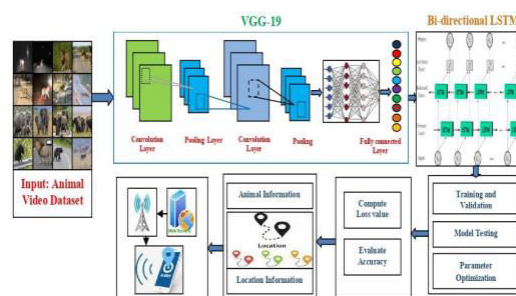 VGG-19
Bi-directional LSTM
Convolution
Layer
Pooling Layer
Convolution
Layer
Pooling
Fully connected
Layer
Input: Animal
Video Dataset
Training and
Validation
Model Testing
Parameter
Optimization
Compute
Loss value
Evaluate
Accuracy
Animal Information
Location
Location Information